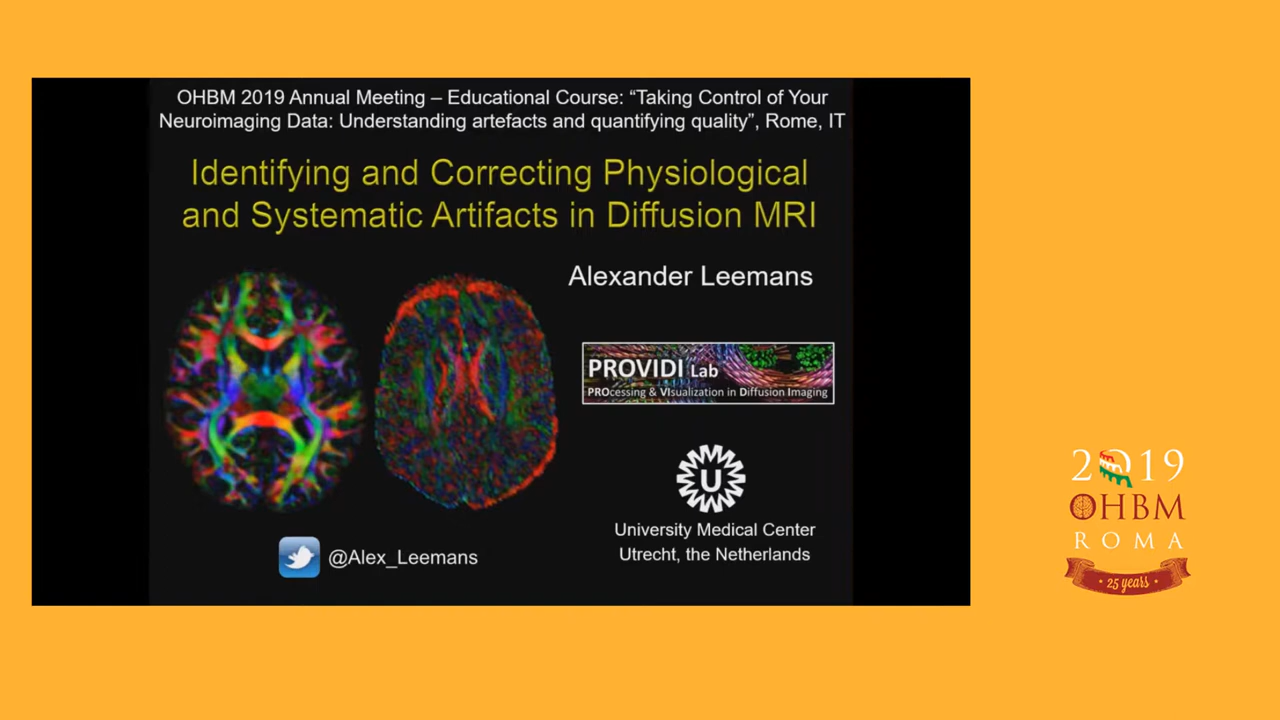 OHBM 2019 Annual Meeting – Educational Course: “Taking Control of Your
Neuroimaging Data: Understanding artefacts and quantifying quality”, Rome, IT
Identifying and Correcting Physiological
and Systematic Artifacts in Diffusion MRI
Alexander Leemans
PROVIDI Lab
PROcessing & VIsualization in Diffusion Imaging
U
University Medical Center
Utrecht, the Netherlands
@Alex_Leemans
2019
OHBM
ROMA
25 years